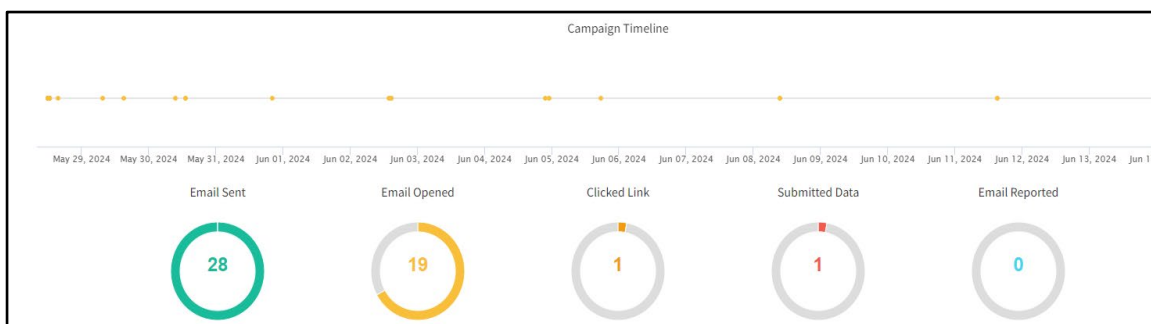 Campaign Timeline
May 29, 2024 May 30, 2024 May 31, 2024 Jun 01, 2024 Jun 02, 2024 Jun 03, 2024 Jun 04, 2024 Jun 05, 2024 Jun 06, 2024 Jun 07, 2024 Jun 08, 2024 Jun 09, 2024 Jun 10, 2024 Jun 11, 2024 Jun 12, 2024 Jun 13, 2024 Jun 1
Email Sent Email Opened Clicked Link Submitted Data Email Reported
28 19 1 1 0